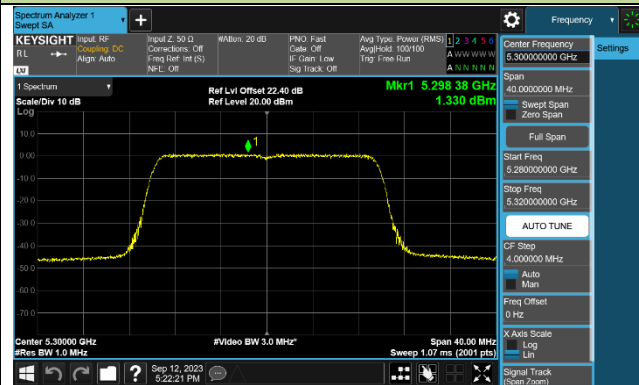 Spectrum Analyzer 1
Swept SA
Frequency
KEYSIGHT
RL
LXI
Input: RF
Coupling: DC
Align: Auto
Input Z: 50 Ω
Corrections: Off
Freq Ref: Int (S)
NFE: Off
#Atten: 20 dB
PNO: Fast
Gate: Off
IF Gain: Low
Sig Track: Off
Avg Type: Power (RMS)
Avg|Hold: 100/100
Trig: Free Run
1 2 3 4 5 6
A W W W W W
A N N N N N
1 Spectrum
Scale/Div 10 dB
Log
Ref Lvl Offset 22.40 dB
Ref Level 20.00 dBm
Mkr1 5.298 38 GHz
1.330 dBm
1
10.0
0.00
-10.0
-20.0
-30.0
-40.0
-50.0
-60.0
-70.0
Center 5.30000 GHz
#Res BW 1.0 MHz
#Video BW 3.0 MHz*
Span 40.00 MHz
Sweep 1.07 ms (2001 pts)
Sep 12, 2023
5:22:21 PM
Center Frequency
5.300000000 GHz
Settings
Span
40.0000000 MHz
Swept Span
Zero Span
Full Span
Start Freq
5.280000000 GHz
Stop Freq
5.320000000 GHz
AUTO TUNE
CF Step
4.000000 MHz
Auto
Man
Freq Offset
0 Hz
X Axis Scale
Log
Lin
Signal Track
(Span Zoom)